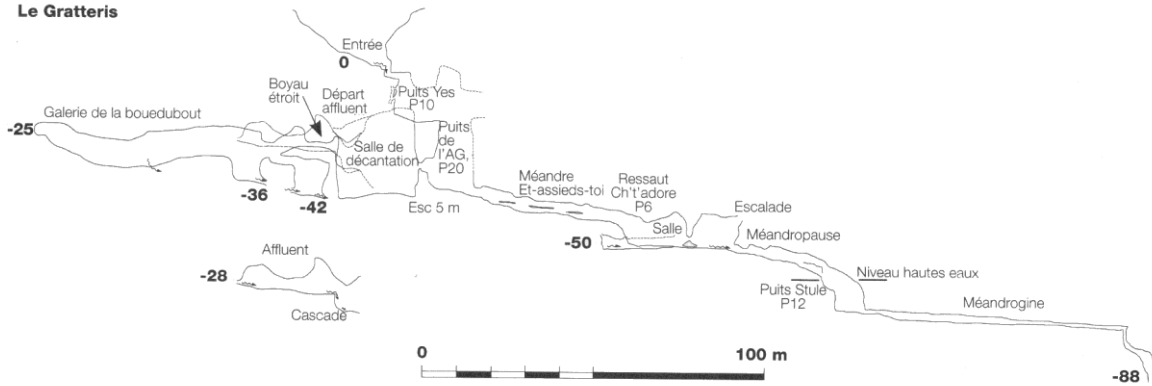 Le Gratteris
Entrée
0
Boyau
étroit
Départ
affluent
Puits Yes
P10
Galerie de la bouedubout
-25
Salle de
décantation
Puits
de
l'AG,
P20
-36
-42
Esc 5 m
Méandre
Et-assieds-toi
Ressaut
Ch't'adore
P6
Escalade
Salle
-50
Méandropause
Affluent
-28
Cascade
Niveau hautes eaux
Puits Stule
P12
Méandrogine
-88
0
100 m